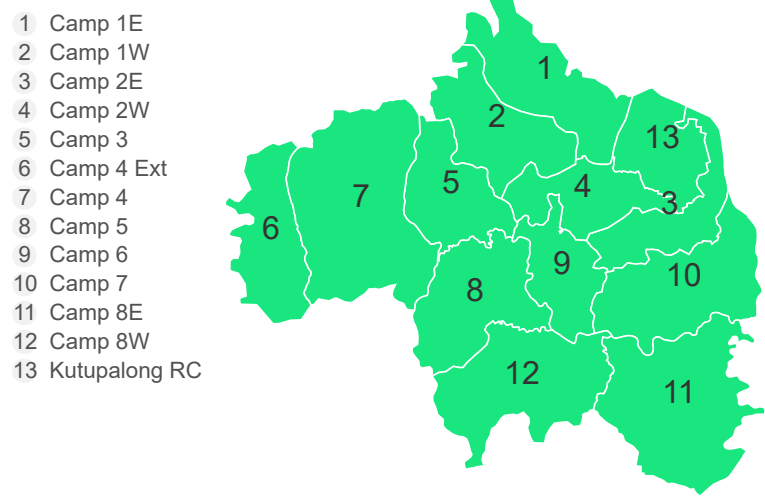 1 Camp 1E
2 Camp 1W
3 Camp 2E
4 Camp 2W
5 Camp 3
6 Camp 4 Ext
7 Camp 4
8 Camp 5
9 Camp 6
10 Camp 7
11 Camp 8E
12 Camp 8W
13 Kutupalong RC
1
2
13
5
4
7
3
6
9
10
8
12
11